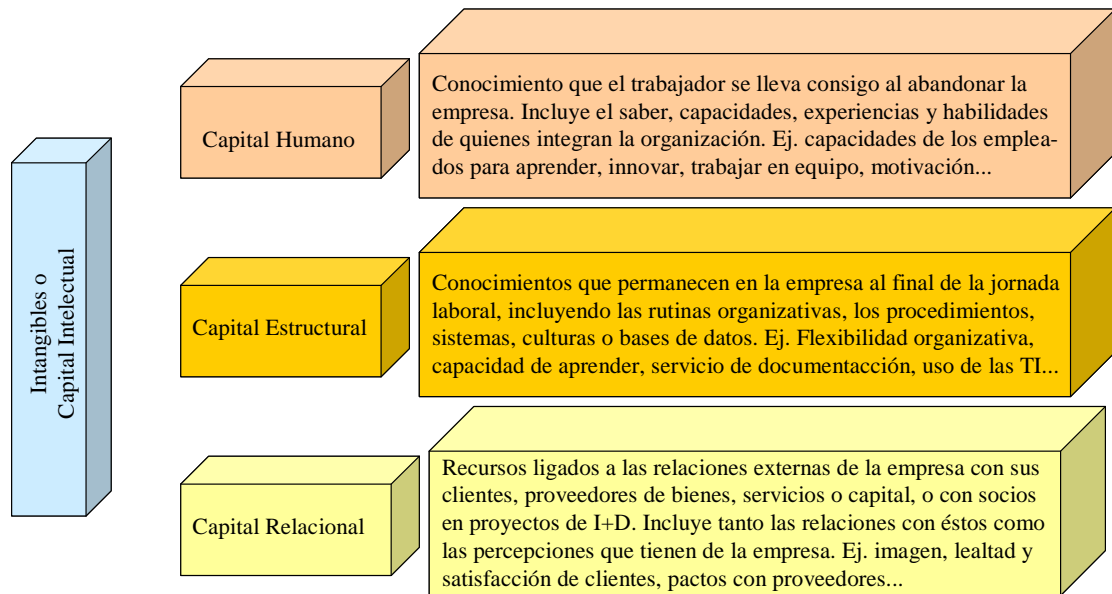 Intangibles o
Capital Intelectual
Capital Humano
Conocimiento que el trabajador se lleva consigo al abandonar la
empresa. Incluye el saber, capacidades, experiencias y habilidades
de quienes integran la organización. Ej. capacidades de los emplea-
dos para aprender, innovar, trabajar en equipo, motivación...
Capital Estructural
Conocimientos que permanecen en la empresa al final de la jornada
laboral, incluyendo las rutinas organizativas, los procedimientos,
sistemas, culturas o bases de datos. Ej. Flexibilidad organizativa,
capacidad de aprender, servicio de documentacción, uso de las TI...
Capital Relacional
Recursos ligados a las relaciones externas de la empresa con sus
clientes, proveedores de bienes, servicios o capital, o con socios
en proyectos de I+D. Incluye tanto las relaciones con éstos como
las percepciones que tienen de la empresa. Ej. imagen, lealtad y
satisfacción de clientes, pactos con proveedores...